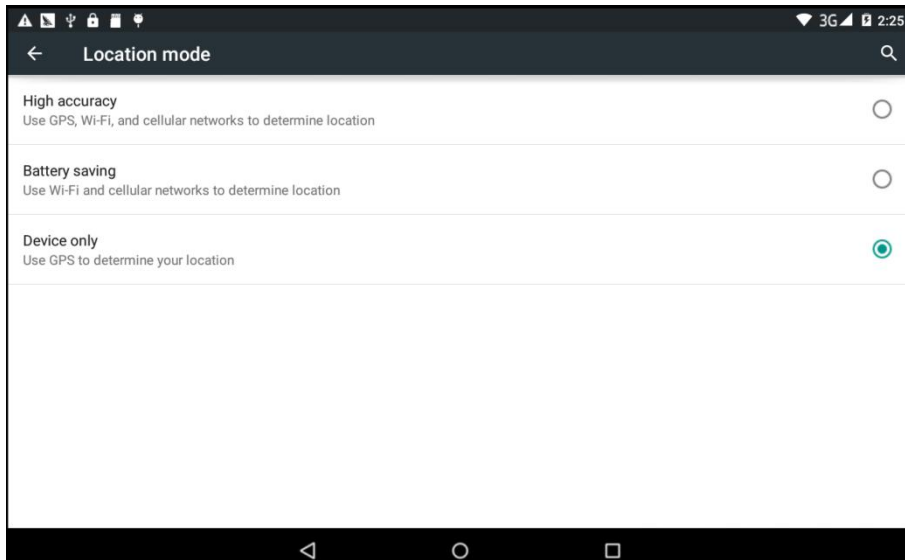 3G 2:25
Location mode
High accuracy
Use GPS, Wi-Fi, and cellular networks to determine location
Battery saving
Use Wi-Fi and cellular networks to determine location
Device only
Use GPS to determine your location